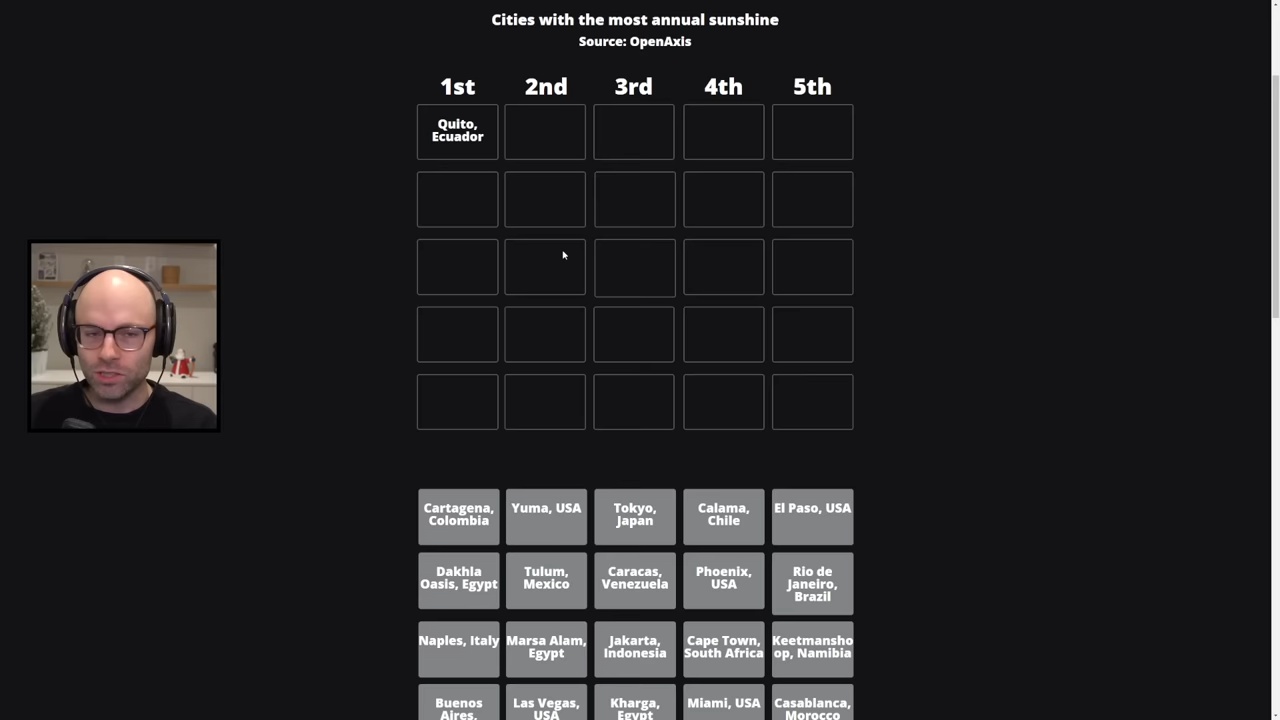 Cities with the most annual sunshine
Source: OpenAxis
1st 2nd 3rd 4th 5th
Quito,
Ecuador
Cartagena,
Colombia
Yuma, USA
Tokyo,
Japan
Calama,
Chile
El Paso, USA
Dakhla
Oasis, Egypt
Tulum,
Mexico
Caracas,
Venezuela
Phoenix,
USA
Rio de
Janeiro,
Brazil
Naples, Italy
Marsa Alam,
Egypt
Jakarta,
Indonesia
Cape Town,
South Africa
Keetmansho
op, Namibia
Buenos
Aires,
Las Vegas,
USA
Kharga,
Egypt
Miami, USA
Casablanca,
Morocco